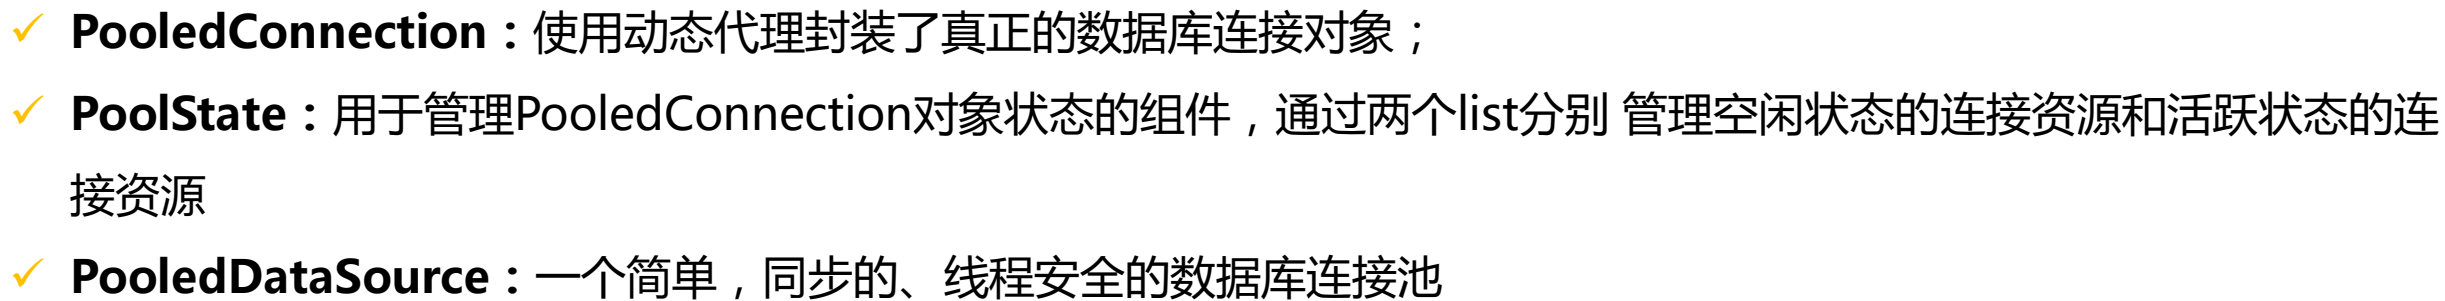 ✓ PooledConnection：使用动态代理封装了真正的数据库连接对象；
✓ PoolState：用于管理PooledConnection对象状态的组件，通过两个list分别 管理空闲状态的连接资源和活跃状态的连
接资源
✓ PooledDataSource：一个简单，同步的、线程安全的数据库连接池